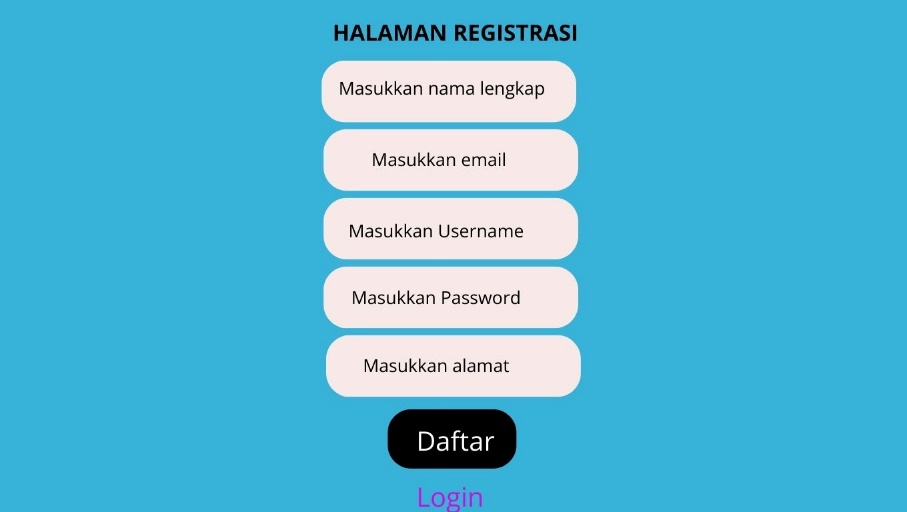 HALAMAN REGISTRASI
Masukkan nama lengkap
Masukkan email
Masukkan Username
Masukkan Password
Masukkan alamat
Daftar
Login